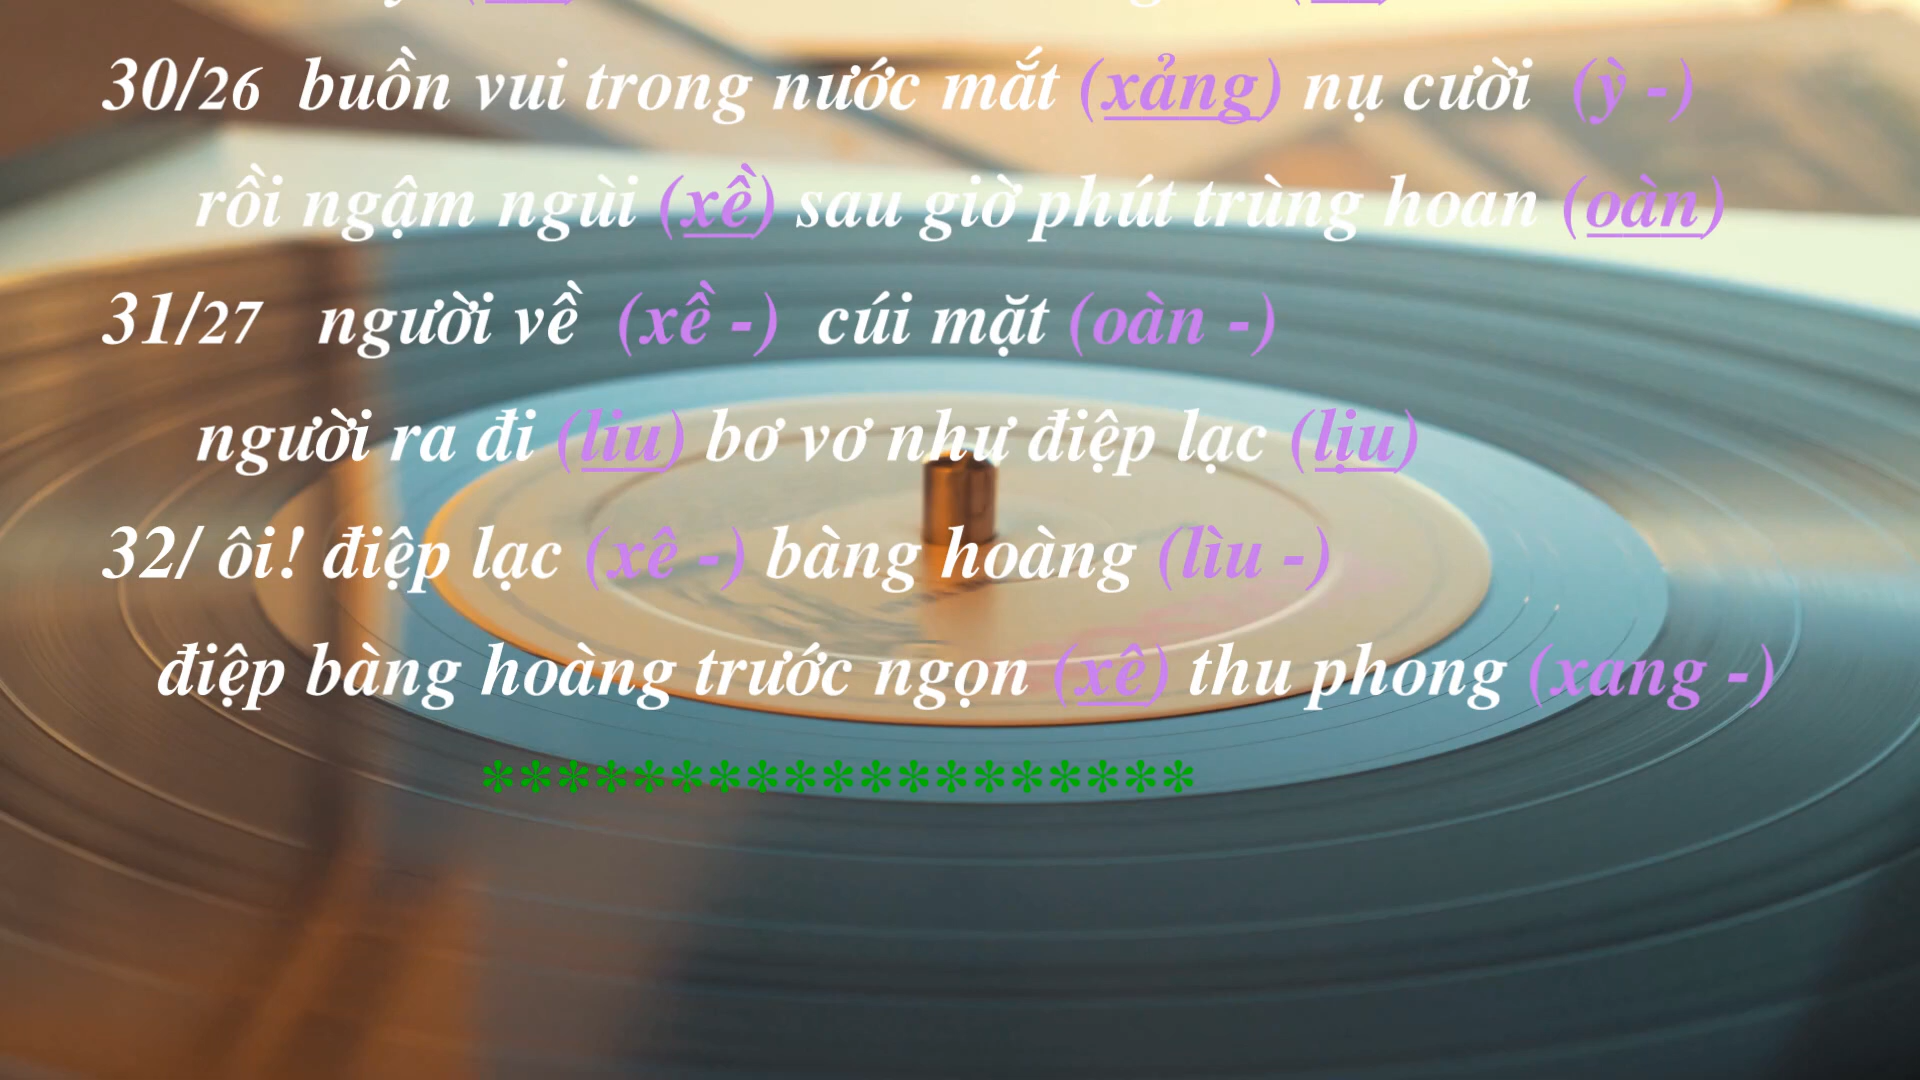 30/26 buồn vui trong nước mắt (xảng) nụ cười (ỳ -)
rồi ngậm ngùi (xề) sau giờ phút trùng hoan (oàn)
31/27 người về (xề -) cúi mặt (oàn -)
người ra đi (liu) bơ vơ như điệp lạc (lịu)
32/ ôi! điệp lạc (xê -) bàng hoàng (lìu -)
điệp bàng hoàng trước ngọn (xê) thu phong (xang -)
*******************